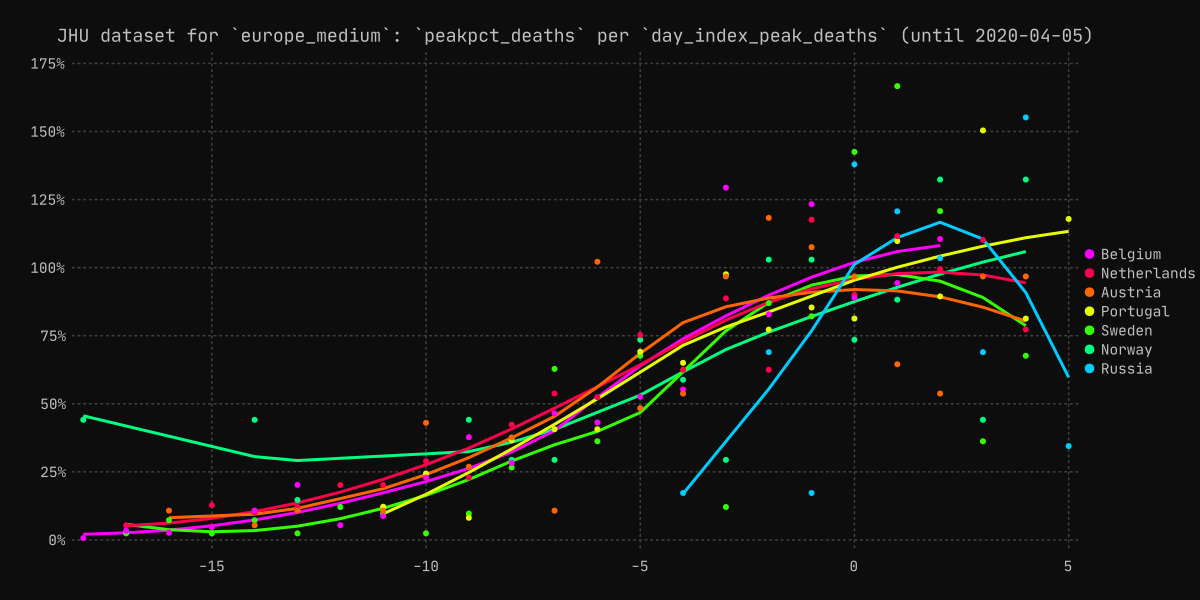 JHU dataset for `europe_medium`: `peakpct_deaths` per `day_index_peak_deaths` (until 2020-04-05)
175%
150%
125%
100%
75%
50%
25%
0%
−15
−10
−5
0
5
Belgium
Netherlands
Austria
Portugal
Sweden
Norway
Russia